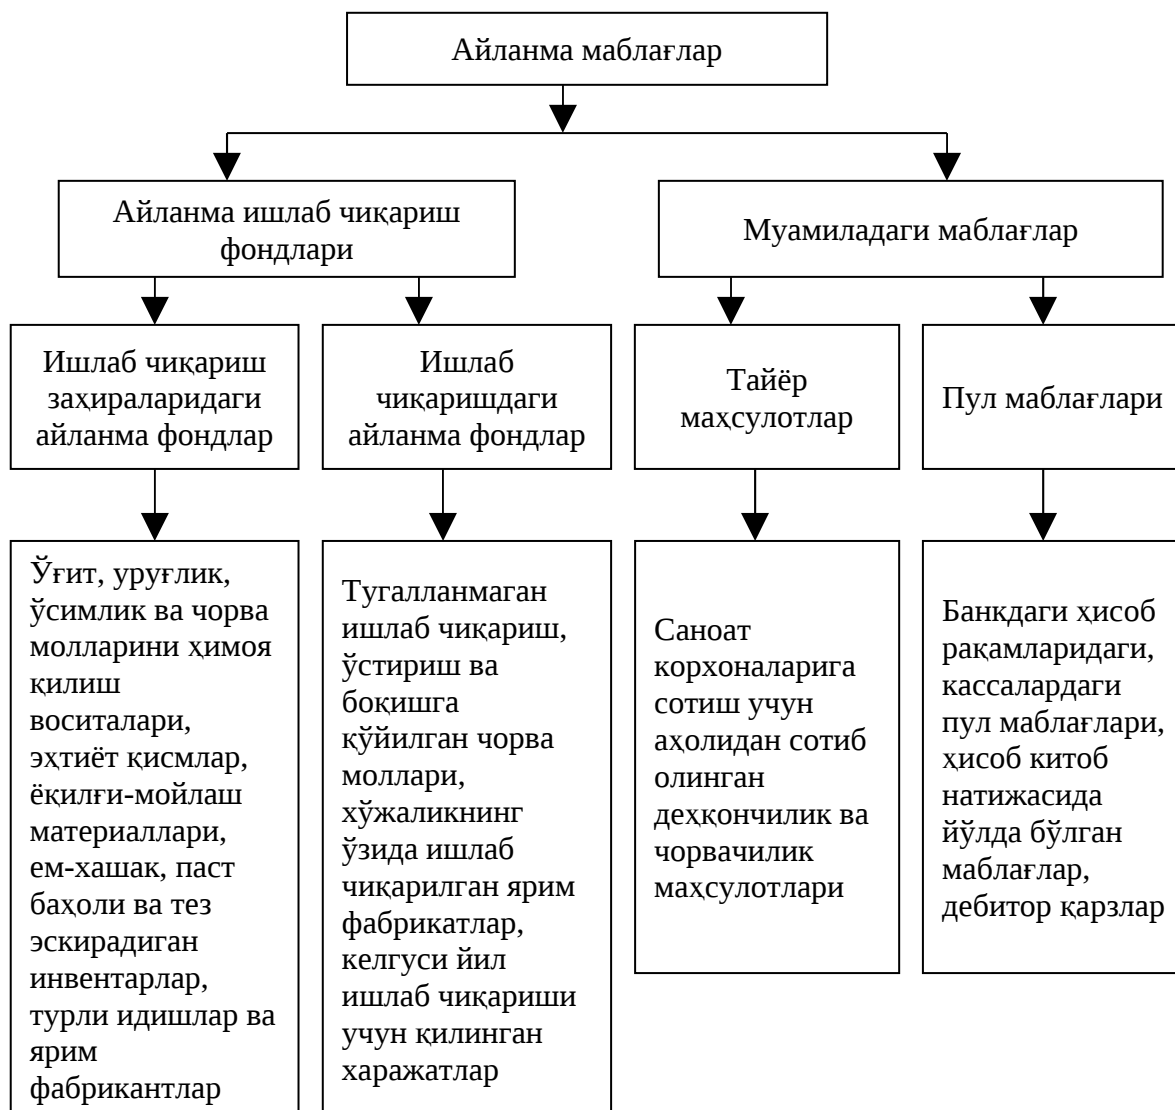 Айланма маблағлар
Айланма ишлаб чиқариш
фондлари
Муамиладаги маблағлар
Ишлаб чиқариш
заҳираларидаги
айланма фондлар
Ишлаб
чиқаришдаги
айланма фондлар
Тайёр
маҳсулотлар
Пул маблағлари
Ўғит, уруғлик,
ўсимлик ва чорва
молларини ҳимоя
қилиш
воситалари,
эҳтиёт қисмлар,
ёқилғи-мойлаш
материаллари,
ем-хашак, паст
баҳоли ва тез
эскирадиган
инвентарлар,
турли идишлар ва
ярим
фабрикантлар
Тугалланмаган
ишлаб чиқариш,
ўстириш ва
боқишга
қўйилган чорва
моллари,
хўжаликнинг
ўзида ишлаб
чиқарилган ярим
фабрикатлар,
келгуси йил
ишлаб чиқариши
учун қилинган
харажатлар
Саноат
корхоналарига
сотиш учун
аҳолидан сотиб
олинган
деҳқончилик ва
чорвачилик
маҳсулотлари
Банкдаги ҳисоб
рақамларидаги,
кассалардаги
пул маблағлари,
ҳисоб китоб
натижасида
йўлда бўлган
маблағлар,
дебитор қарзлар